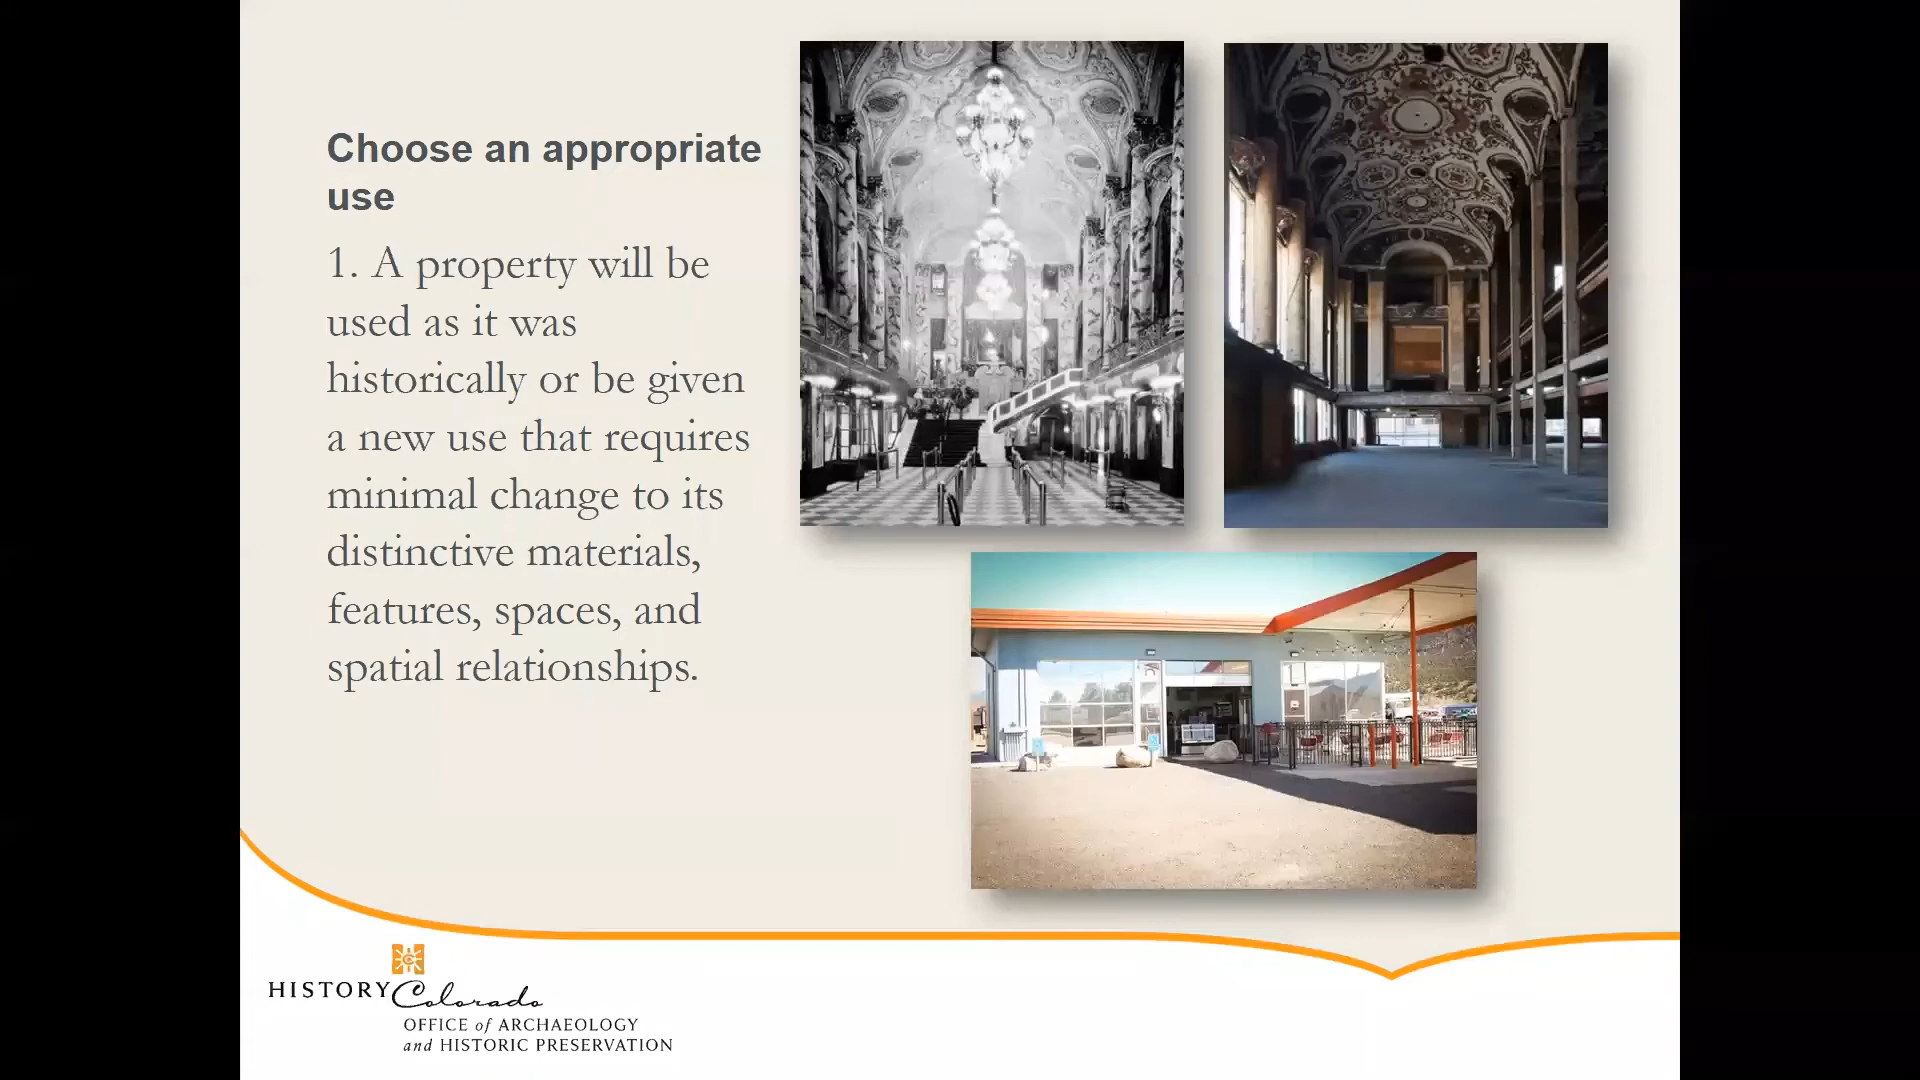 Choose an appropriate
use
1. A property will be
used as it was
historically or be given
a new use that requires
minimal change to its
distinctive materials,
features, spaces, and
spatial relationships.
HISTORY Colorado
OFFICE of ARCHAEOLOGY
and HISTORIC PRESERVATION